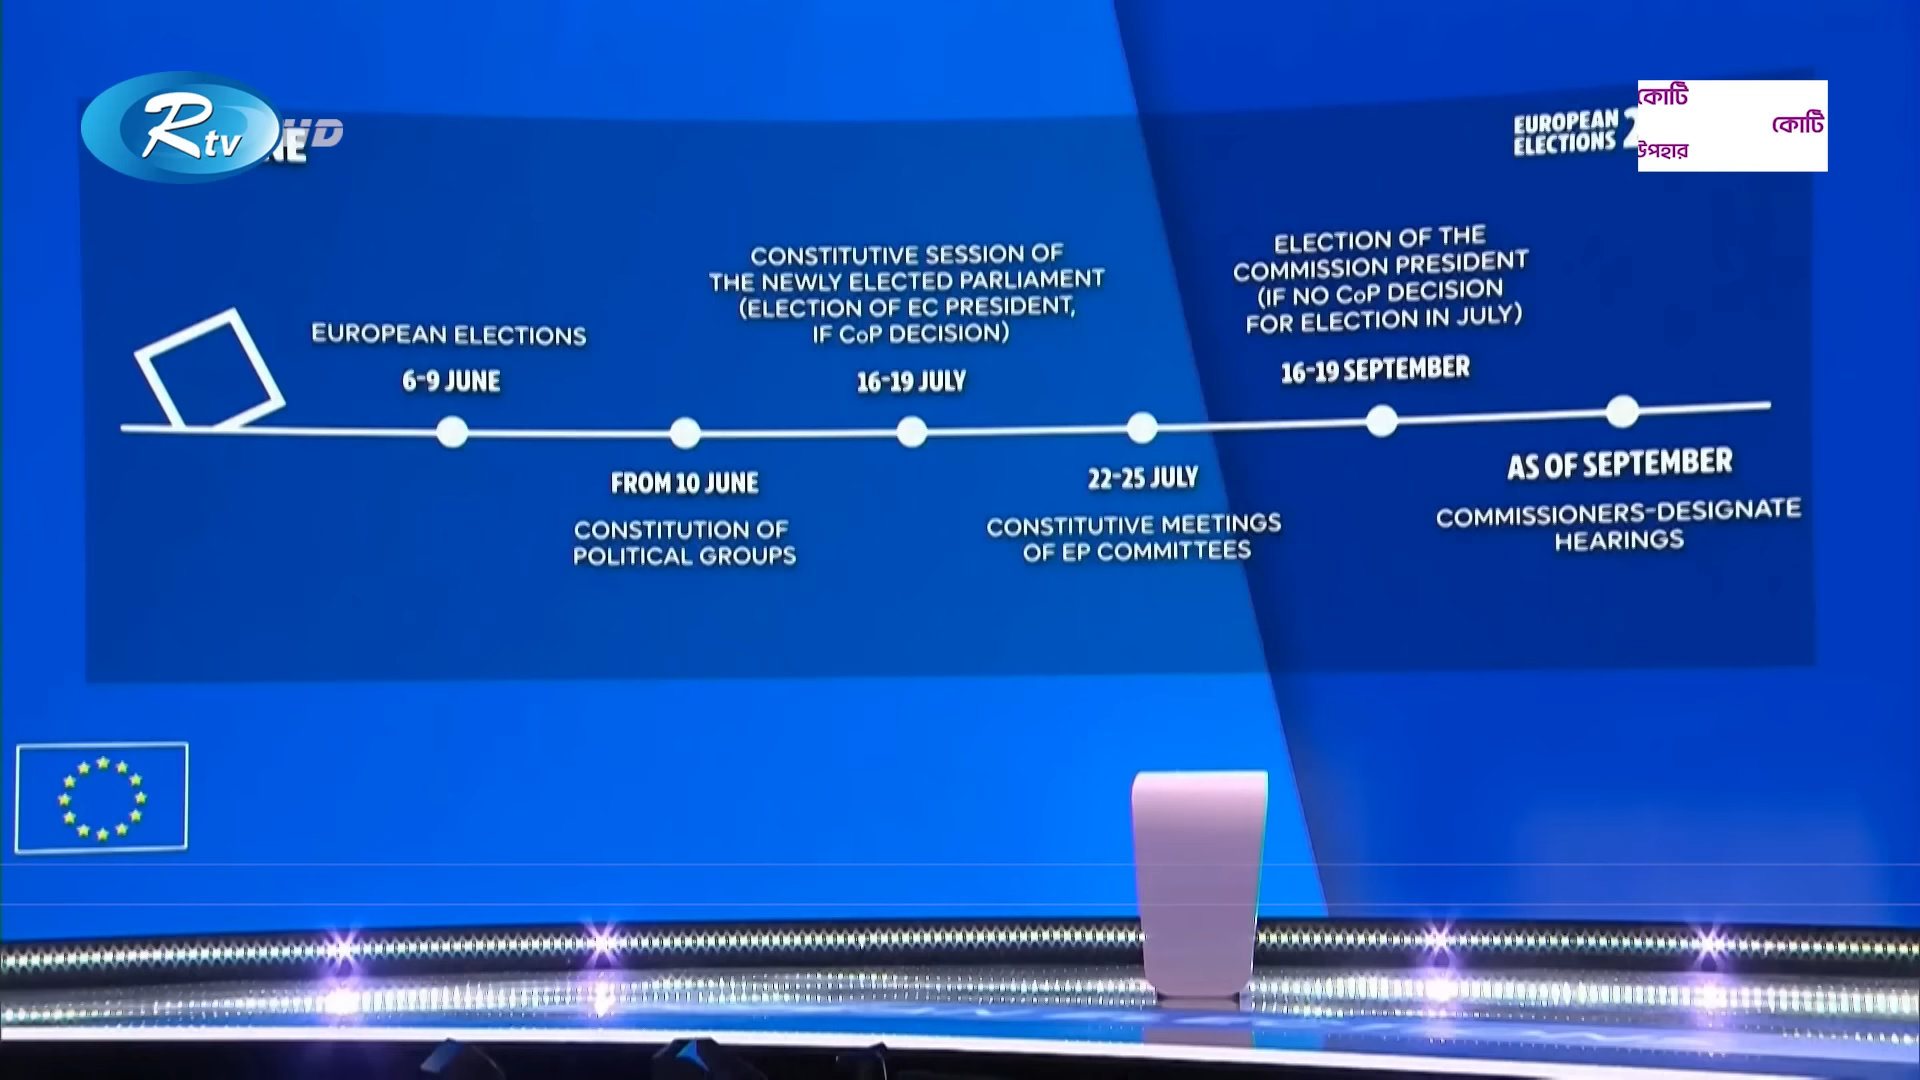 Rtv HD
EUROPEAN
ELECTIONS
কোটি
কোটি
উপহার
EUROPEAN ELECTIONS
6-9 JUNE
FROM 10 JUNE
CONSTITUTION OF
POLITICAL GROUPS
CONSTITUTIVE SESSION OF
THE NEWLY ELECTED PARLIAMENT
(ELECTION OF EC PRESIDENT,
IF CoP DECISION)
16-19 JULY
22-25 JULY
CONSTITUTIVE MEETINGS
OF EP COMMITTEES
ELECTION OF THE
COMMISSION PRESIDENT
(IF NO CoP DECISION
FOR ELECTION IN JULY)
16-19 SEPTEMBER
AS OF SEPTEMBER
COMMISSIONERS-DESIGNATE
HEARINGS